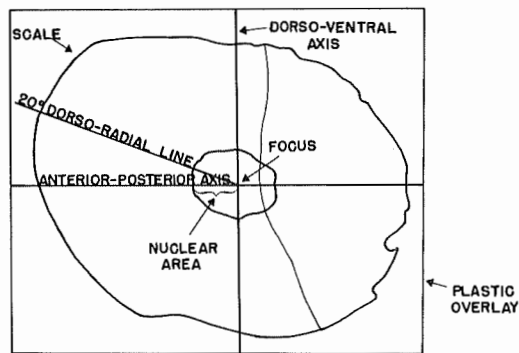 SCALE
DORSO-VENTRAL
AXIS
20° DORSO-RADIAL LINE
FOCUS
ANTERIOR-POSTERIOR AXIS
NUCLEAR
AREA
PLASTIC
OVERLAY